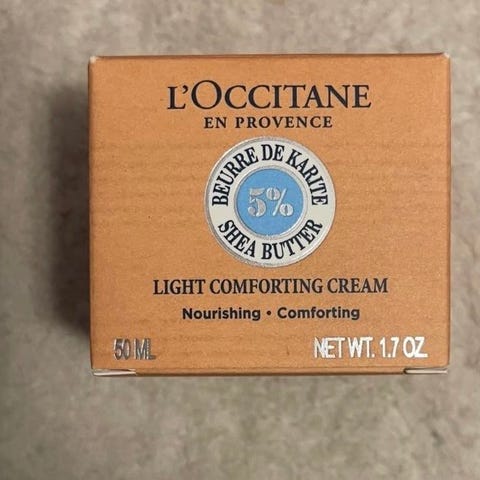 L'OCCITANE
EN PROVENCE
BEURRE DE KARITE
5%
SHEA BUTTER
LIGHT COMFORTING CREAM
Nourishing • Comforting
50 ML NET WT. 1.7 OZ.